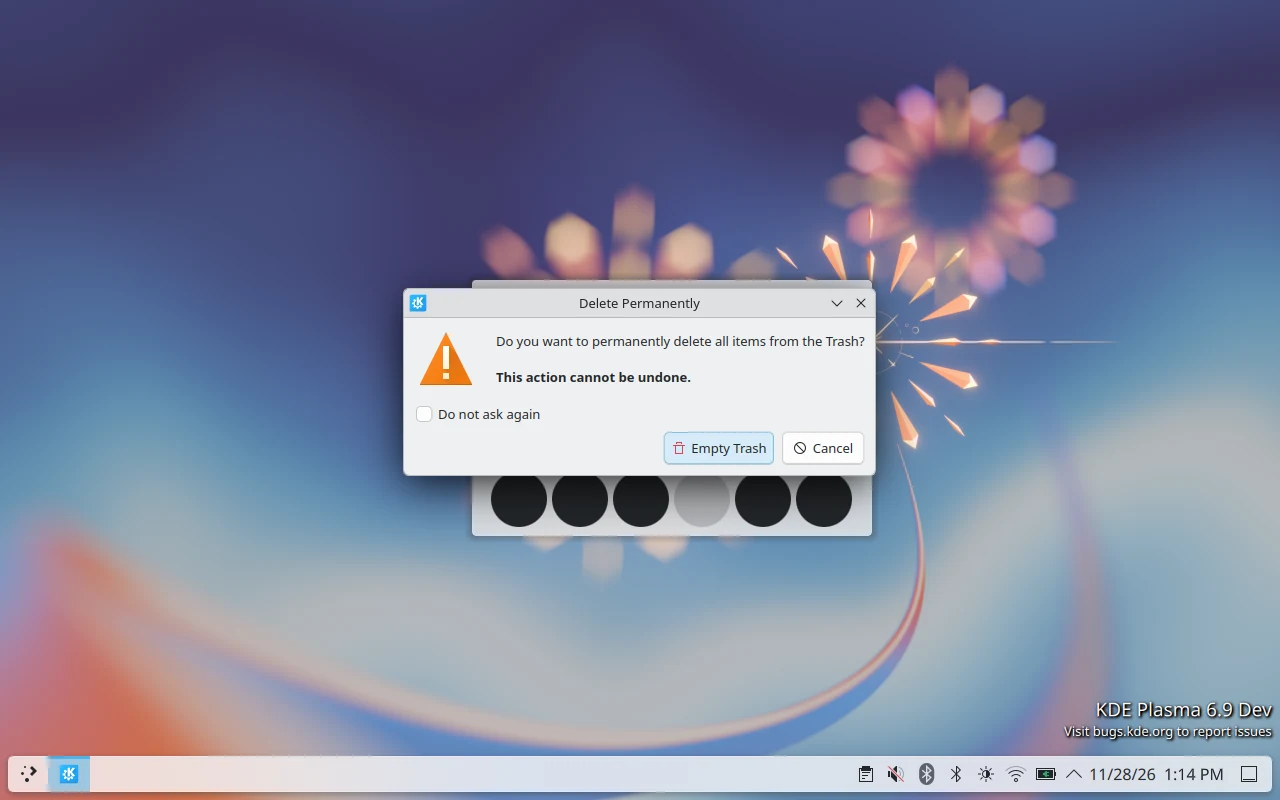 Delete Permanently
Do you want to permanently delete all items from the Trash?
This action cannot be undone.
Do not ask again
Empty Trash
Cancel
KDE Plasma 6.9 Dev
Visit bugs.kde.org to report issues
11/28/26 1:14 PM